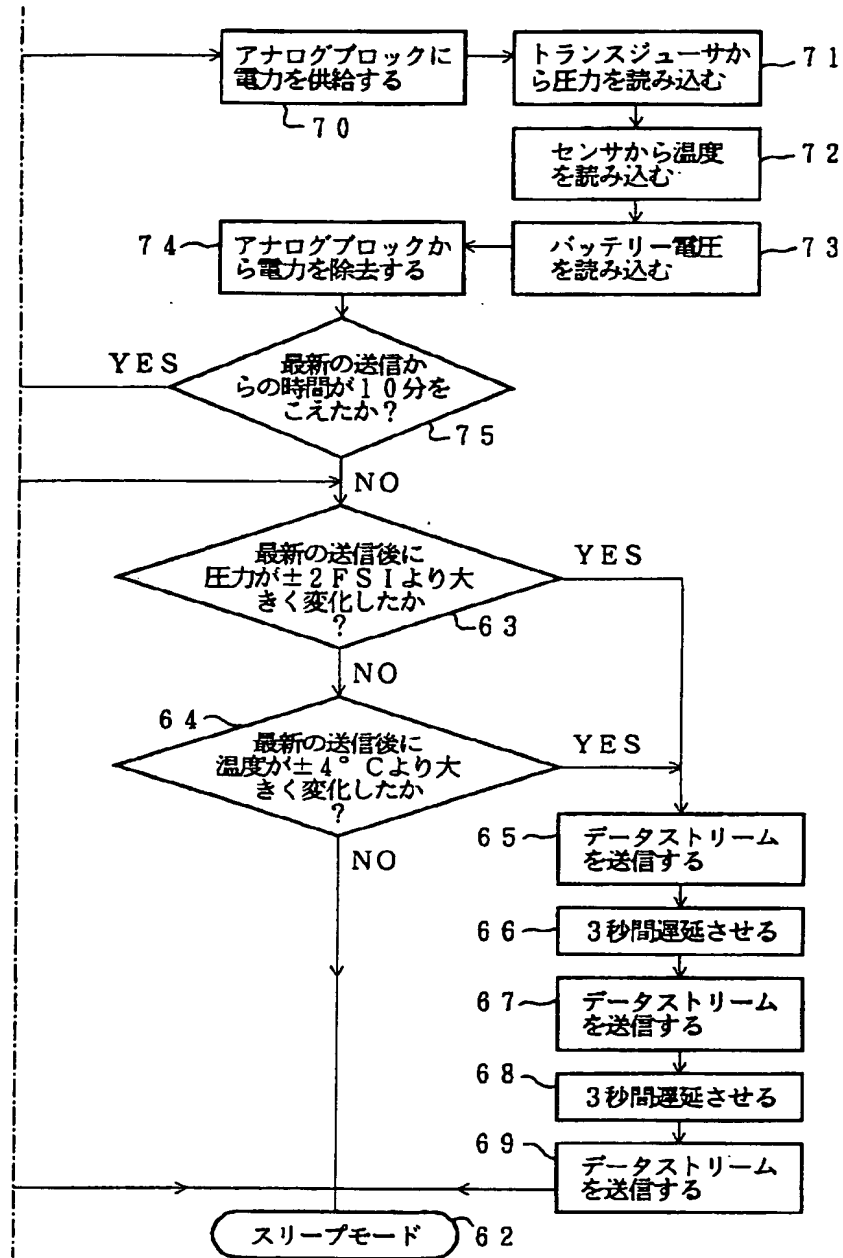 アナログブロックに
電力を供給する
70
トランスジューサか
ら圧力を読み込む
71
センサから温度
を読み込む
72
バッテリー電圧
を読み込む
73
74
アナログブロックか
ら電力を除去する
YES
最新の送信か
らの時間が10分を
こえたか?
75
NO
最新の送信後に
圧力が±2FSIより大
きく変化したか
?
63
YES
NO
64
最新の送信後に
温度が±4°Cより大
きく変化したか
?
YES
NO
65
データストリーム
を送信する
66
3秒間遅延させる
67
データストリーム
を送信する
68
3秒間遅延させる
69
データストリーム
を送信する
スリープモード
62